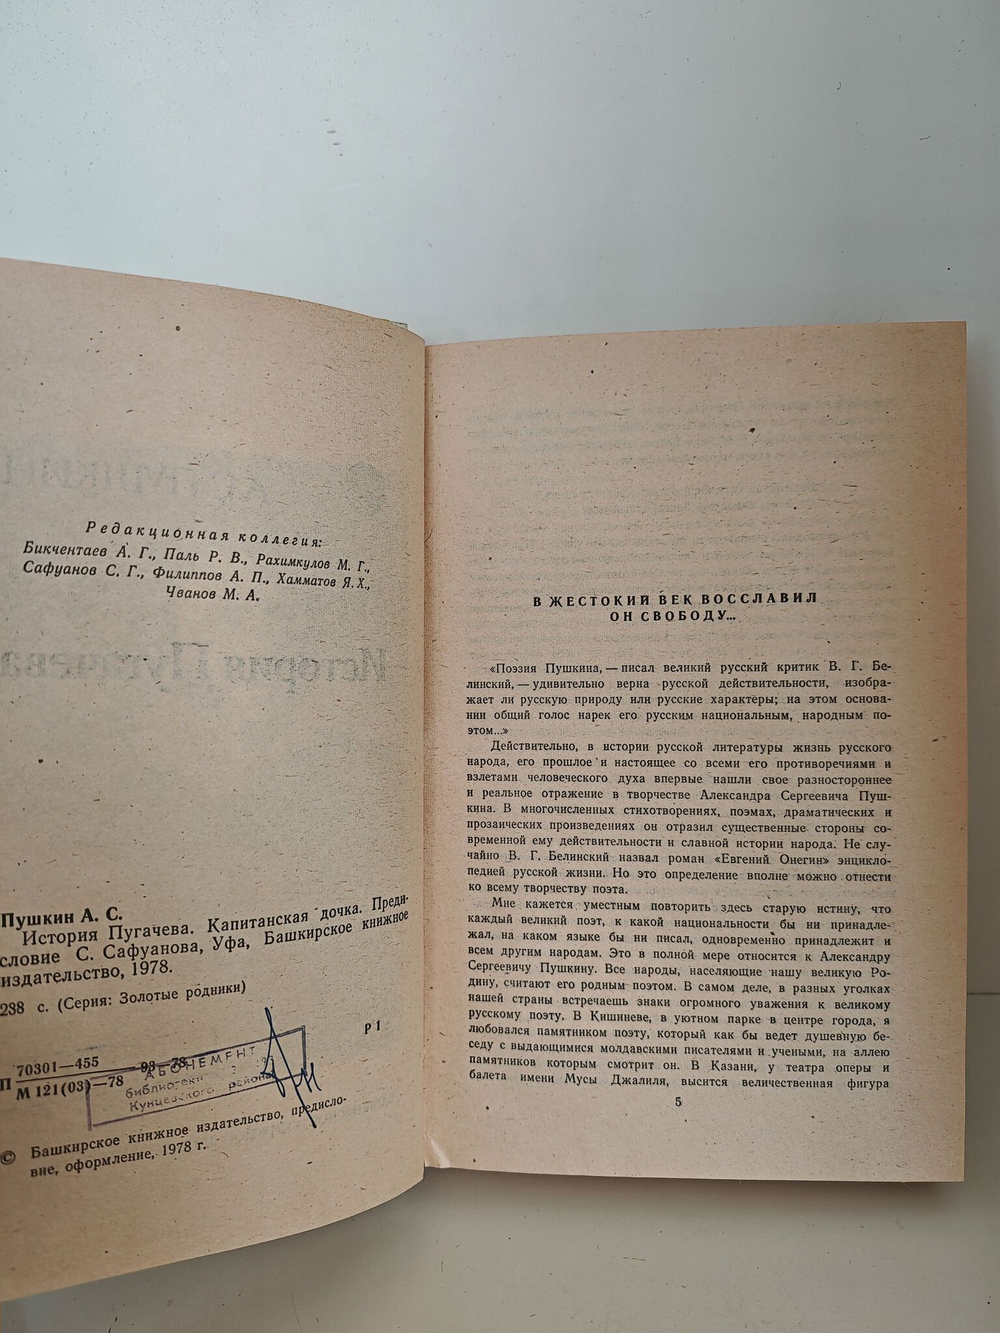 Редакционная коллегия:
Бикчентаев А. Г., Паль Р. В., Рахимкулов М. Г.,
Сафуанов С. Г., Филиппов А. П., Хамматов Я. Х.,
Чванов М. А.
Пушкин А. С.
История Пугачева. Капитанская дочка. Преди-
словие С. Сафуанова, Уфа, Башкирское книжное
издательство, 1978.
288 с. (Серия: Золотые родники)
Р 1
П 70301—455 93—78
М 121(03)—78
АБОНЕМЕНТ
библиотеки
Кунцевского района
© Башкирское книжное издательство, предисло-
вие, оформление, 1978 г.
В ЖЕСТОКИЙ ВЕК ВОССЛАВИЛ
ОН СВОБОДУ...
«Поэзия Пушкина, — писал великий русский критик В. Г. Бе-
линский, — удивительно верна русской действительности, изобра-
жает ли русскую природу или русские характеры; на этом основа-
нии общий голос нарек его русским национальным, народным по-
этом...»
Действительно, в истории русской литературы жизнь русского
народа, его прошлое и настоящее со всеми его противоречиями и
взлетами человеческого духа впервые нашли свое разностороннее
и реальное отражение в творчестве Александра Сергеевича Пуш-
кина. В многочисленных стихотворениях, поэмах, драматических и
прозаических произведениях он отразил существенные стороны со-
временной ему действительности и славной истории народа. Не слу-
чайно В. Г. Белинский назвал роман «Евгений Онегин» энцикло-
педией русской жизни. Но это определение вполне можно отнести
ко всему творчеству поэта.
Мне кажется уместным повторить здесь старую истину, что
каждый великий поэт, к какой национальности бы ни принадле-
жал, на каком языке бы ни писал, одновременно принадлежит и
всем другим народам. Это в полной мере относится к Александру
Сергеевичу Пушкину. Все народы, населяющие нашу великую Ро-
дину, считают его родным поэтом. В самом деле, в разных уголках
нашей страны встречаешь знаки огромного уважения к великому
русскому поэту. В Кишиневе, в уютном парке в центре города, я
любовался памятником поэту, который как бы ведет душевную бе-
седу с выдающимися молдавскими писателями и учеными, на аллею
памятников которым смотрит он. В Казани, у театра оперы и
балета имени Мусы Джалиля, высится величественная фигура
5